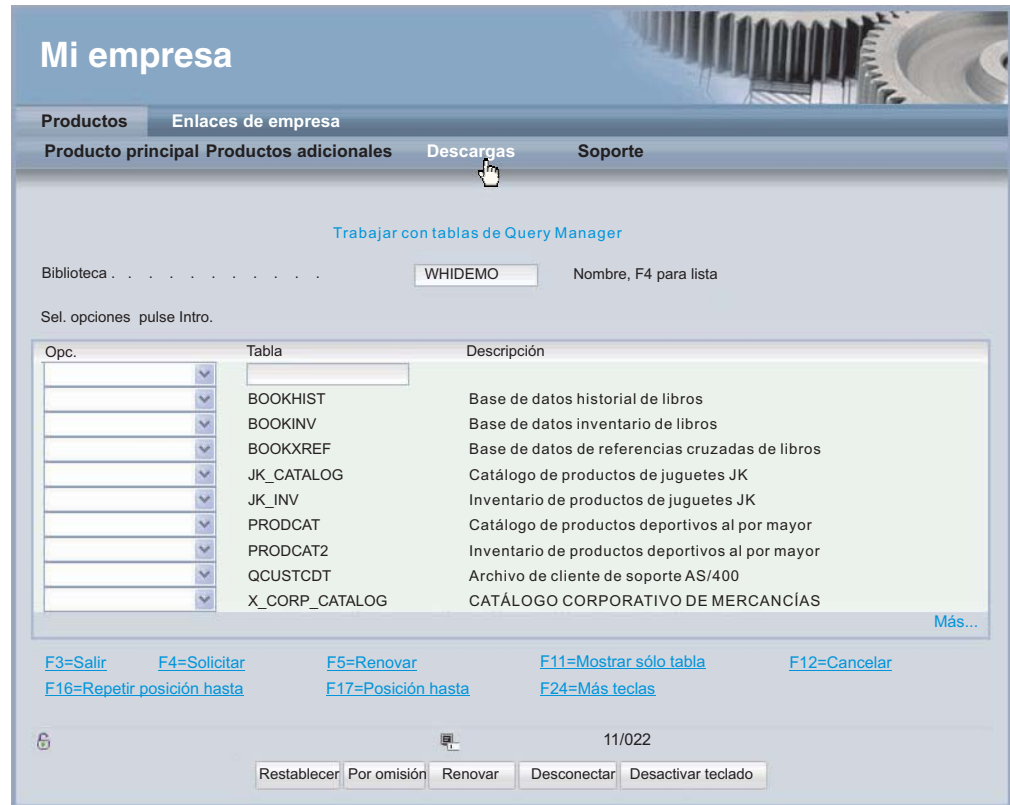 Mi empresa
Productos Enlaces de empresa
Producto principal Productos adicionales Descargas Soporte
Trabajar con tablas de Query Manager
Biblioteca . . . . . . . . . . . WHIDEMO Nombre, F4 para lista
Sel. opciones pulse Intro.
Opc. Tabla Descripción
BOOKHIST Base de datos historial de libros
BOOKINV Base de datos inventario de libros
BOOKXREF Base de datos de referencias cruzadas de libros
JK_CATALOG Catálogo de productos de juguetes JK
JK_INV Inventario de productos de juguetes JK
PRODCAT Catálogo de productos deportivos al por mayor
PRODCAT2 Inventario de productos deportivos al por mayor
QCUSTCDT Archivo de cliente de soporte AS/400
X_CORP_CATALOG CATÁLOGO CORPORATIVO DE MERCANCÍAS
Más...
F3=Salir F4=Solicitar F5=Renovar F11=Mostrar sólo tabla F12=Cancelar
F16=Repetir posición hasta F17=Posición hasta F24=Más teclas
11/022
Restablecer Por omisión Renovar Desconectar Desactivar teclado